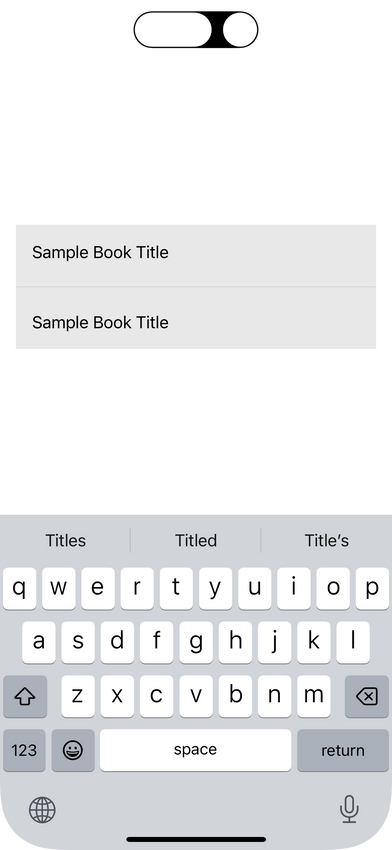 Sample Book Title
Sample Book Title
Titles Titled Title's
q w e r t y u i o p
a s d f g h j k l
z x c v b n m
123 space return